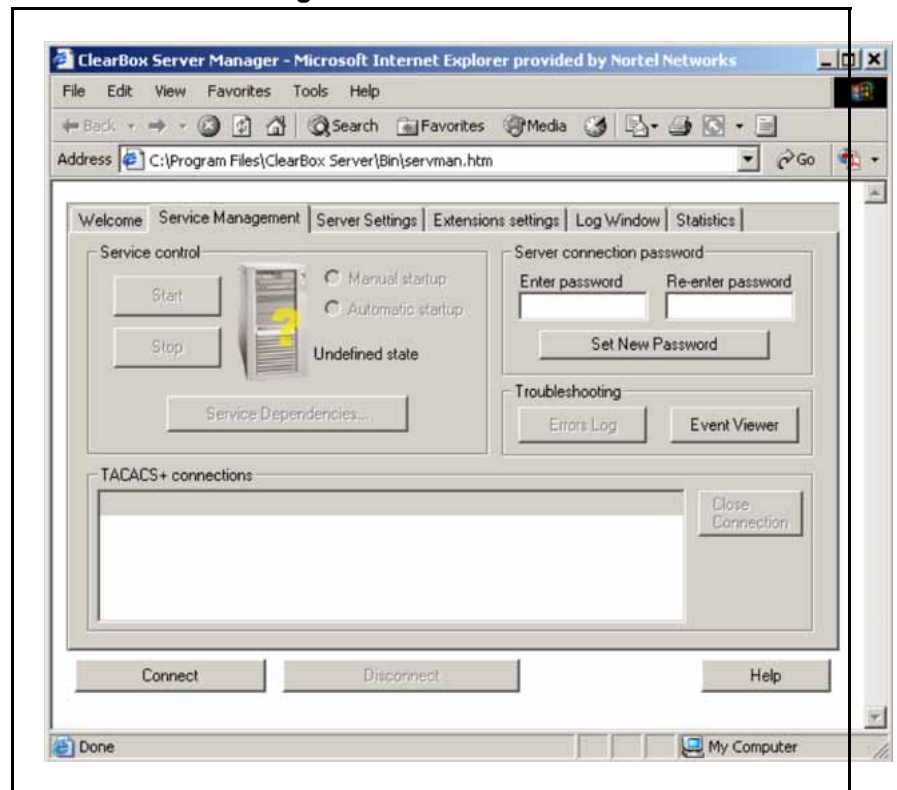 ClearBox Server Manager - Microsoft Internet Explorer provided by Nortel Networks
File Edit View Favorites Tools Help
Back Search Favorites Media
Address C:\Program Files\ClearBox Server\Bin\servman.htm Go
Welcome Service Management Server Settings Extensions settings Log Window Statistics
Service control
Start
Stop
Manual startup
Automatic startup
Undefined state
Service Dependencies...
Server connection password
Enter password Re-enter password
Set New Password
Troubleshooting
Errors Log Event Viewer
TACACS+ connections
Close
Connection
Connect Disconnect Help
Done My Computer